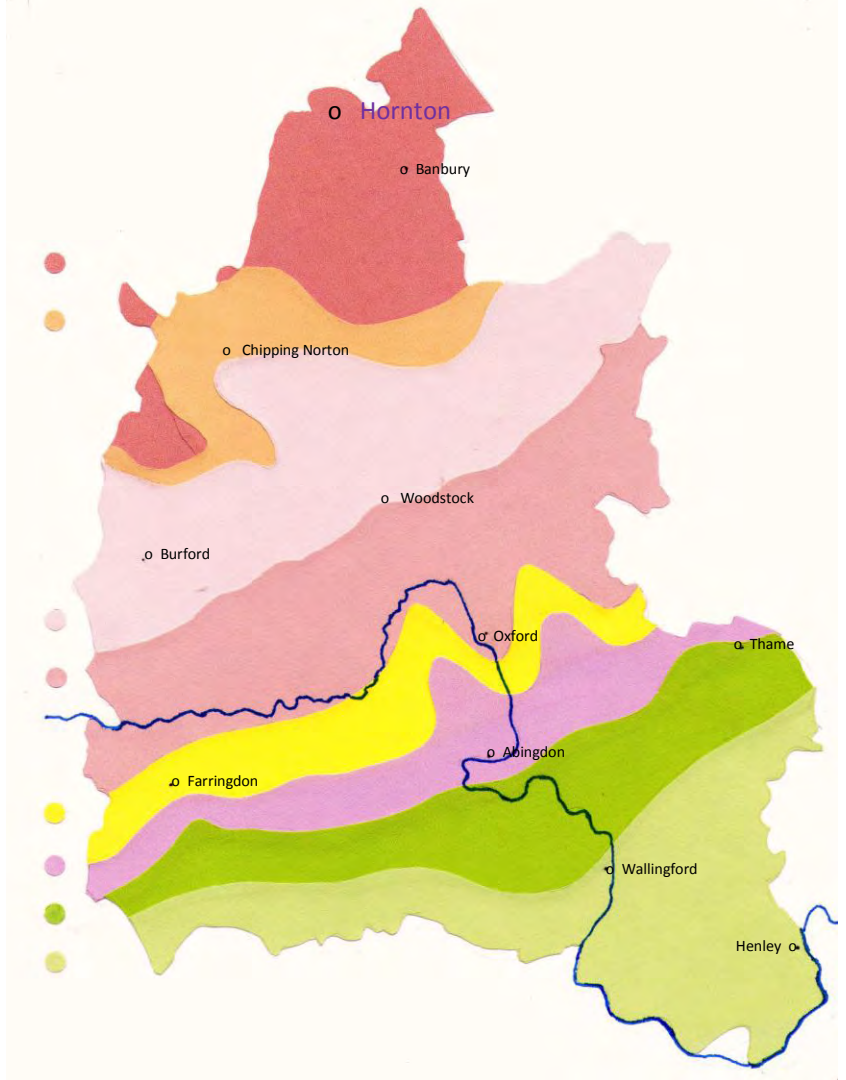 o Hornton
o Banbury
o Chipping Norton
o Woodstock
o Burford
o Oxford
o Thame
o Abingdon
o Farringdon
o Wallingford
Henley o